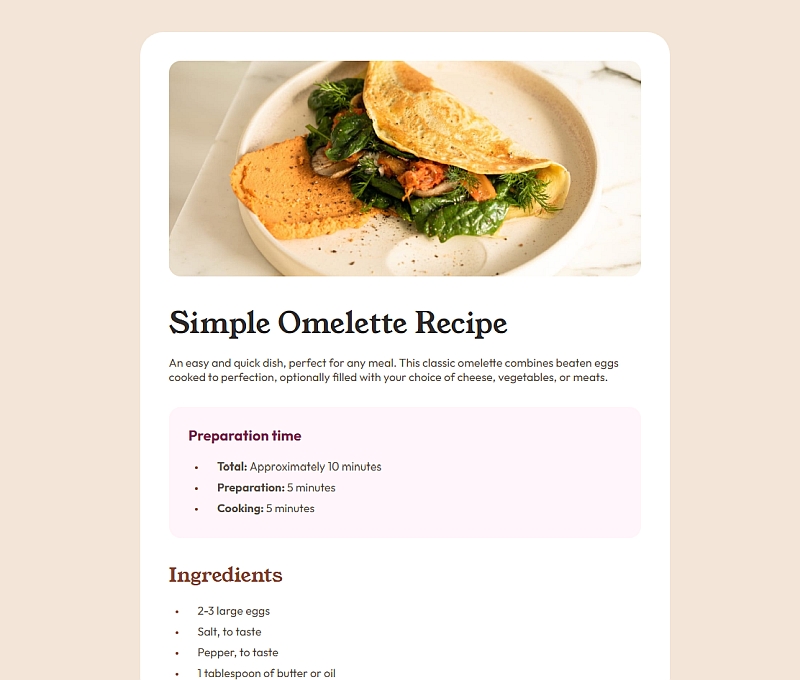 Simple Omelette Recipe
An easy and quick dish, perfect for any meal. This classic omelette combines beaten eggs
cooked to perfection, optionally filled with your choice of cheese, vegetables, or meats.
Preparation time
• Total: Approximately 10 minutes
• Preparation: 5 minutes
• Cooking: 5 minutes
Ingredients
• 2-3 large eggs
• Salt, to taste
• Pepper, to taste
• 1 tablespoon of butter or oil